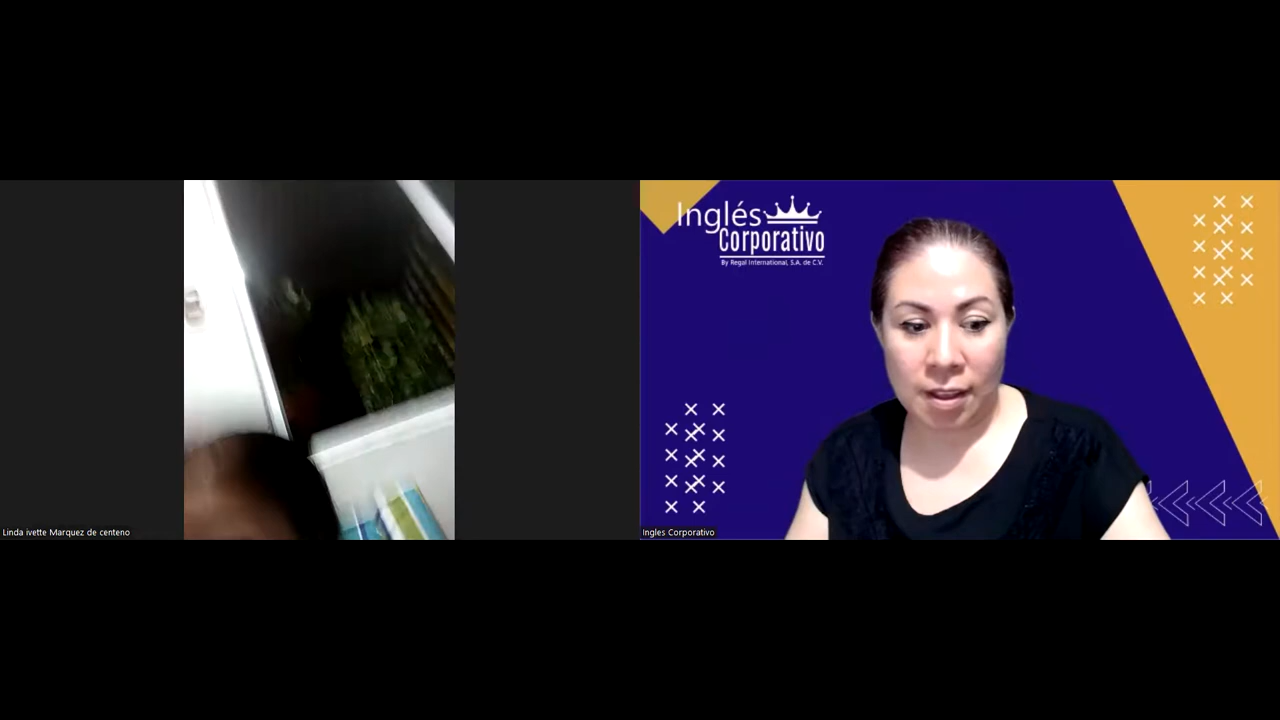 Inglés
Corporativo
By Regal International, S.A. de C.V.
Linda ivette Marquez de centeno
Ingles Corporativo